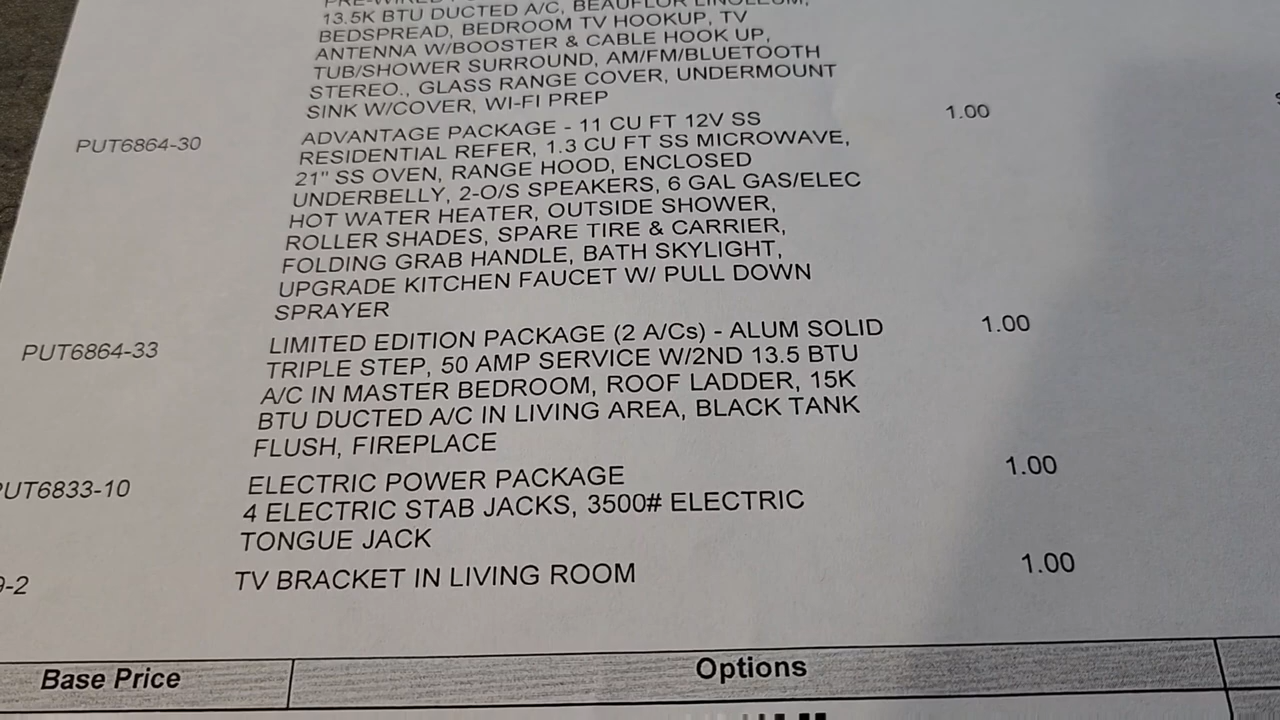 13.5K BTU DUCTED A/C, BEAUFLOR LINOLEUM,
BEDSPREAD, BEDROOM TV HOOKUP, TV
ANTENNA W/BOOSTER & CABLE HOOK UP,
TUB/SHOWER SURROUND, AM/FM/BLUETOOTH
STEREO., GLASS RANGE COVER, UNDERMOUNT
SINK W/COVER, WI-FI PREP
PUT6864-30 ADVANTAGE PACKAGE - 11 CU FT 12V SS 1.00
RESIDENTIAL REFER, 1.3 CU FT SS MICROWAVE,
21" SS OVEN, RANGE HOOD, ENCLOSED
UNDERBELLY, 2-O/S SPEAKERS, 6 GAL GAS/ELEC
HOT WATER HEATER, OUTSIDE SHOWER,
ROLLER SHADES, SPARE TIRE & CARRIER,
FOLDING GRAB HANDLE, BATH SKYLIGHT,
UPGRADE KITCHEN FAUCET W/ PULL DOWN
SPRAYER
PUT6864-33 LIMITED EDITION PACKAGE (2 A/Cs) - ALUM SOLID 1.00
TRIPLE STEP, 50 AMP SERVICE W/2ND 13.5 BTU
A/C IN MASTER BEDROOM, ROOF LADDER, 15K
BTU DUCTED A/C IN LIVING AREA, BLACK TANK
FLUSH, FIREPLACE
PUT6833-10 ELECTRIC POWER PACKAGE 1.00
4 ELECTRIC STAB JACKS, 3500# ELECTRIC
TONGUE JACK
9-2 TV BRACKET IN LIVING ROOM 1.00
Base Price Options